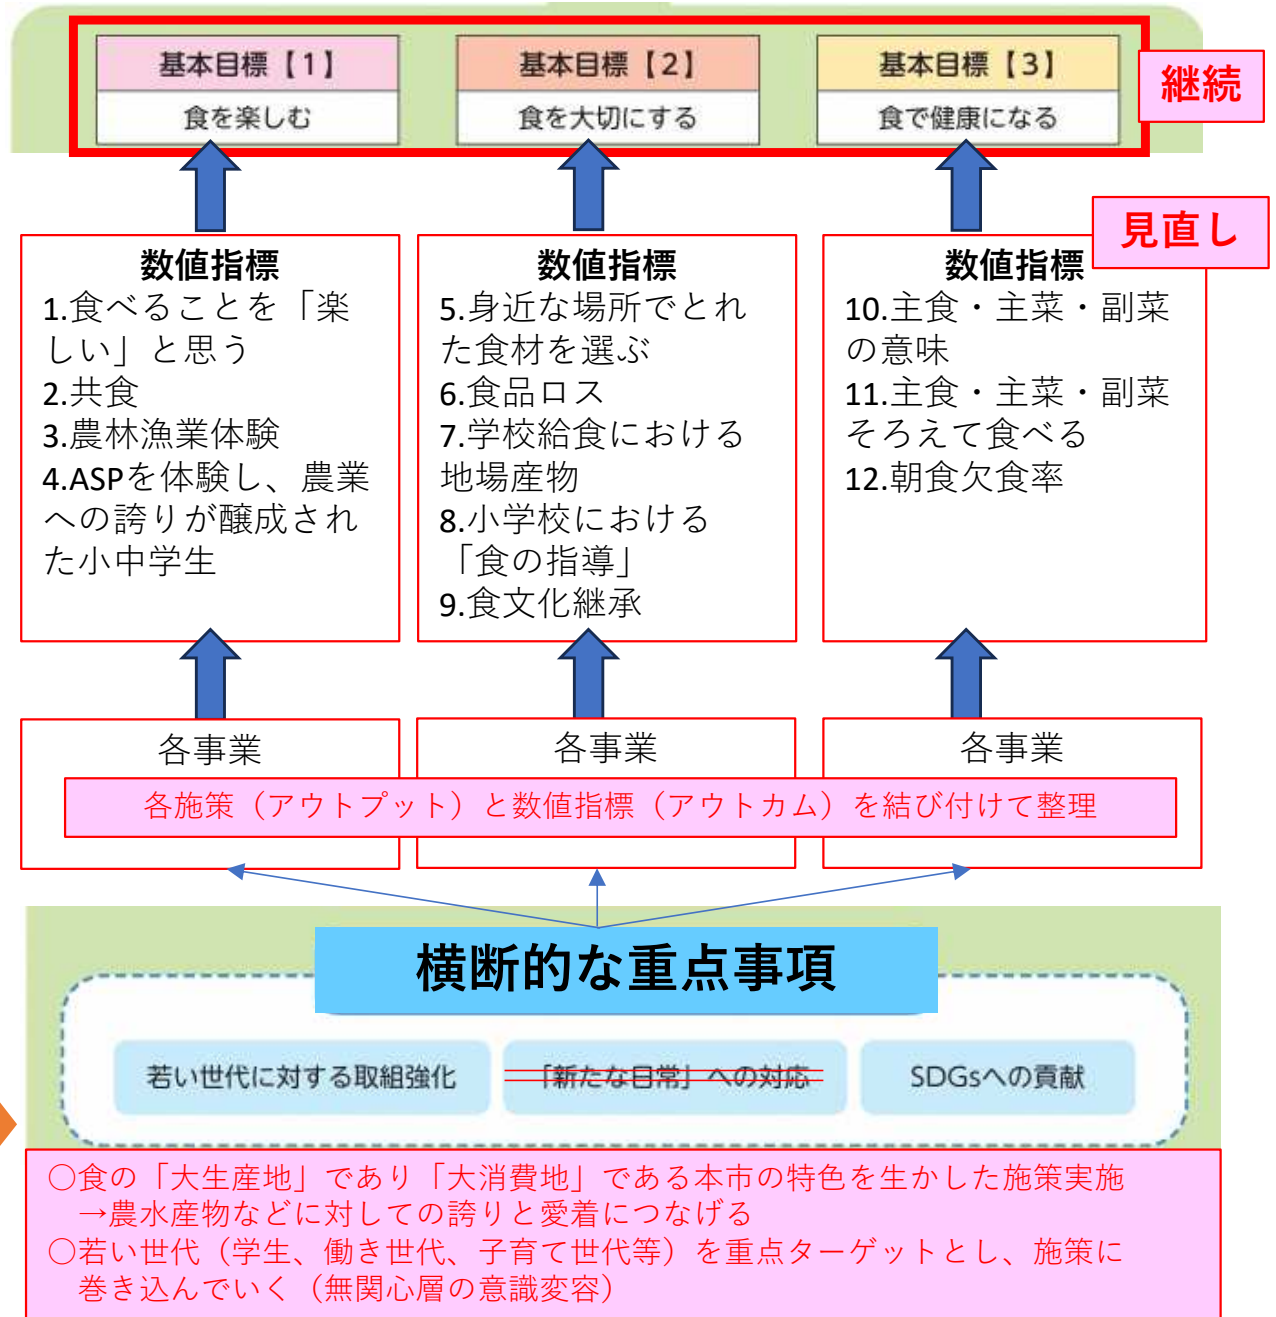 基本目標【1】
食を楽しむ
基本目標【2】
食を大切にする
基本目標【3】
食で健康になる
継続
見直し
数値指標
1.食べることを「楽
しい」と思う
2.共食
3.農林漁業体験
4.ASPを体験し、農業
への誇りが醸成され
た小中学生
数値指標
5.身近な場所でとれ
た食材を選ぶ
6.食品ロス
7.学校給食における
地場産物
8.小学校における
「食の指導」
9.食文化継承
数値指標
10.主食・主菜・副菜
の意味
11.主食・主菜・副菜
そろえて食べる
12.朝食欠食率
各事業
各事業
各事業
各施策（アウトプット）と数値指標（アウトカム）を結び付けて整理
横断的な重点事項
若い世代に対する取組強化
「新たな日常」への対応
SDGsへの貢献
○食の「大生産地」であり「大消費地」である本市の特色を生かした施策実施
→農水産物などに対しての誇りと愛着につなげる
○若い世代（学生、働き世代、子育て世代等）を重点ターゲットとし、施策に
巻き込んでいく（無関心層の意識変容）